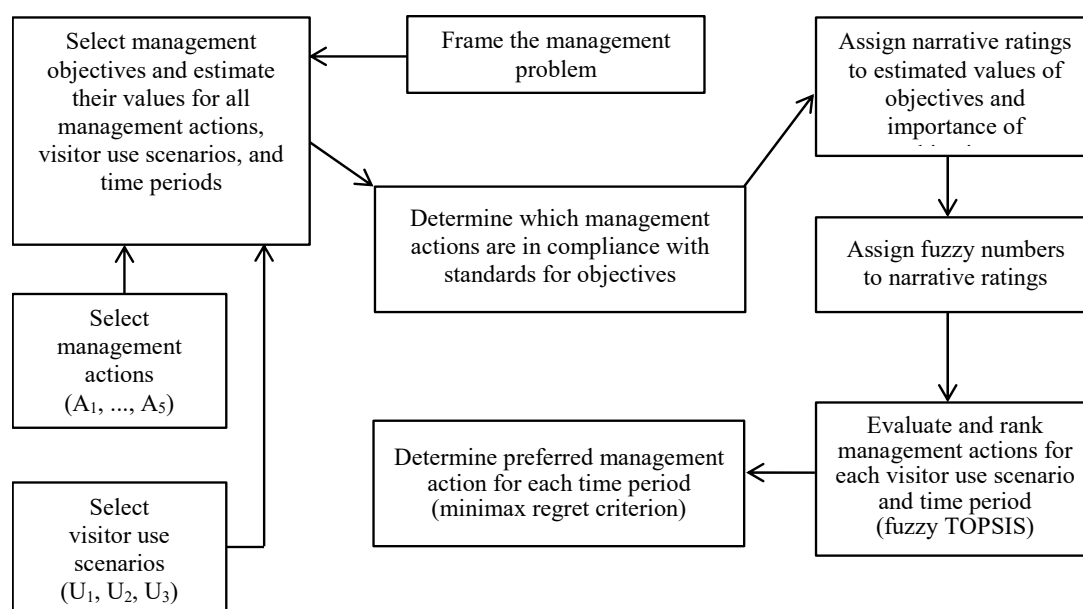 Select management
objectives and estimate
their values for all
management actions,
visitor use scenarios, and
time periods
Frame the management
problem
Assign narrative ratings
to estimated values of
objectives and
importance of
Determine which management
actions are in compliance with
standards for objectives
Assign fuzzy numbers
to narrative ratings
Select
management
actions
(A₁, ..., A₅)
Select
visitor use
scenarios
(U₁, U₂, U₃)
Determine preferred management
action for each time period
(minimax regret criterion)
Evaluate and rank
management actions for
each visitor use scenario
and time period
(fuzzy TOPSIS)